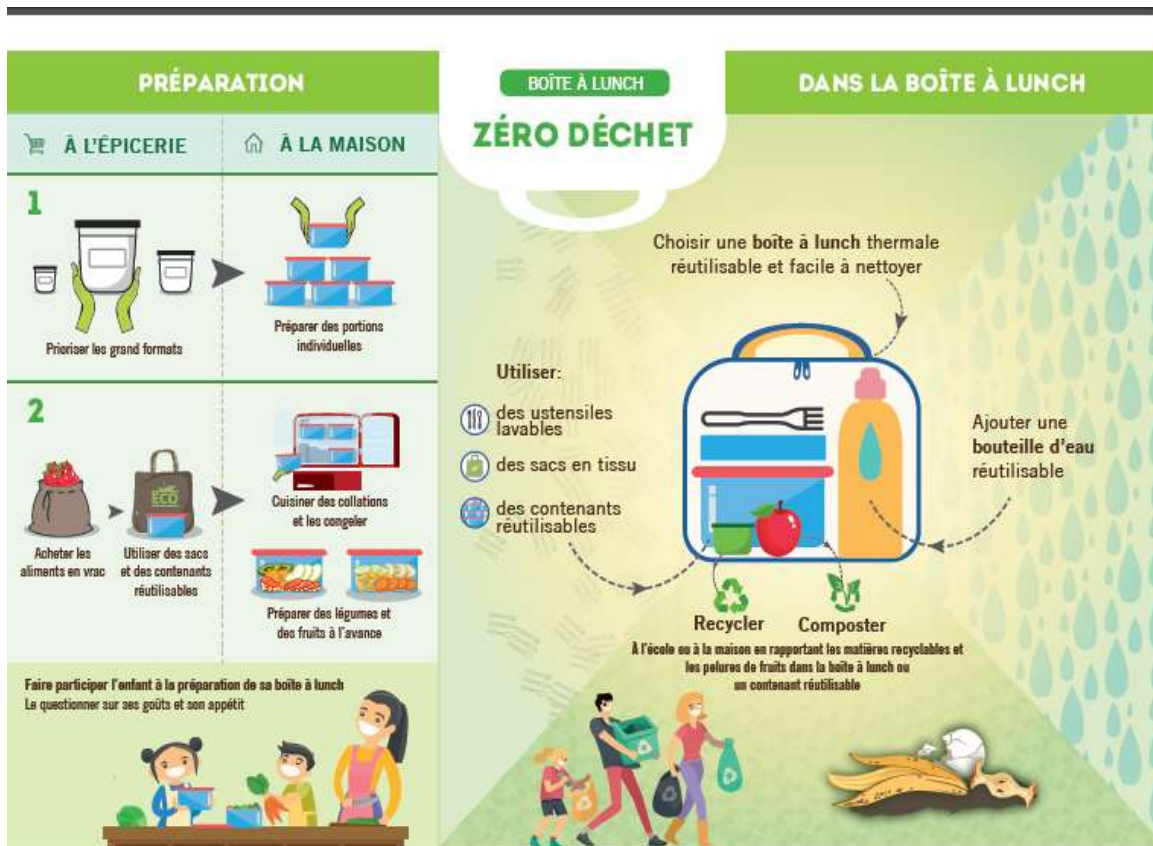 PRÉPARATION
À L'ÉPICERIE
À LA MAISON
1
Prioriser les grand formats
Préparer des portions
individuelles
2
Acheter les
aliments en vrac
ECO
Utiliser des sacs
et des contenants
réutilisables
Cuisiner des collations
et les congeler
Préparer des légumes et
des fruits à l'avance
Faire participer l'enfant à la préparation de sa boîte à lunch
Le questionner sur ses goûts et son appétit
BOÎTE À LUNCH
ZÉRO DÉCHET
DANS LA BOÎTE À LUNCH
Choisir une boîte à lunch thermale
réutilisable et facile à nettoyer
Utiliser:
des ustensiles
lavables
des sacs en tissu
des contenants
réutilisables
Ajouter une
bouteille d'eau
réutilisable
Recycler
Composter
À l'école ou à la maison en rapportant les matières recyclables et
les pelures de fruits dans la boîte à lunch ou
un contenant réutilisable